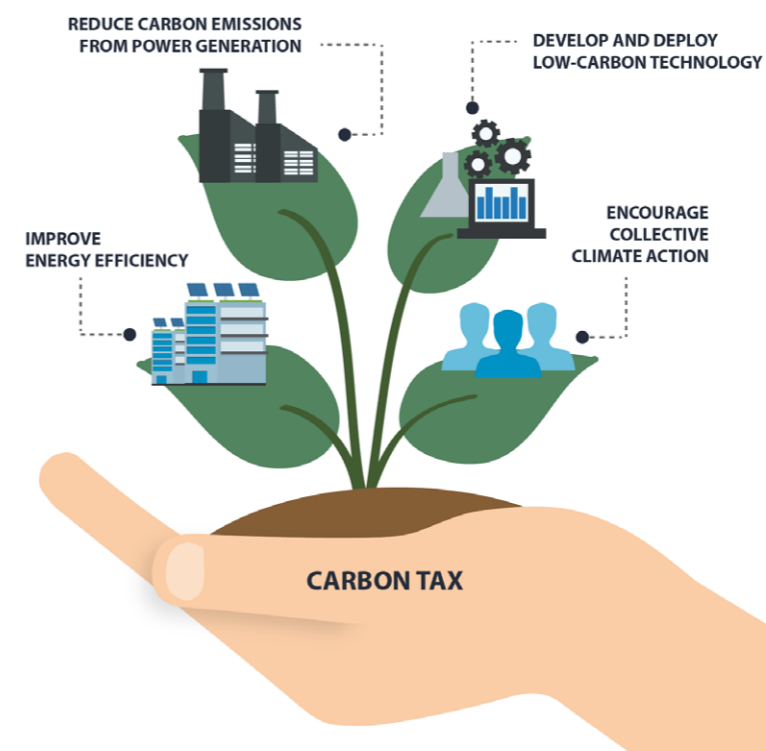 REDUCE CARBON EMISSIONS
FROM POWER GENERATION
DEVELOP AND DEPLOY
LOW-CARBON TECHNOLOGY
IMPROVE
ENERGY EFFICIENCY
ENCOURAGE
COLLECTIVE
CLIMATE ACTION
CARBON TAX